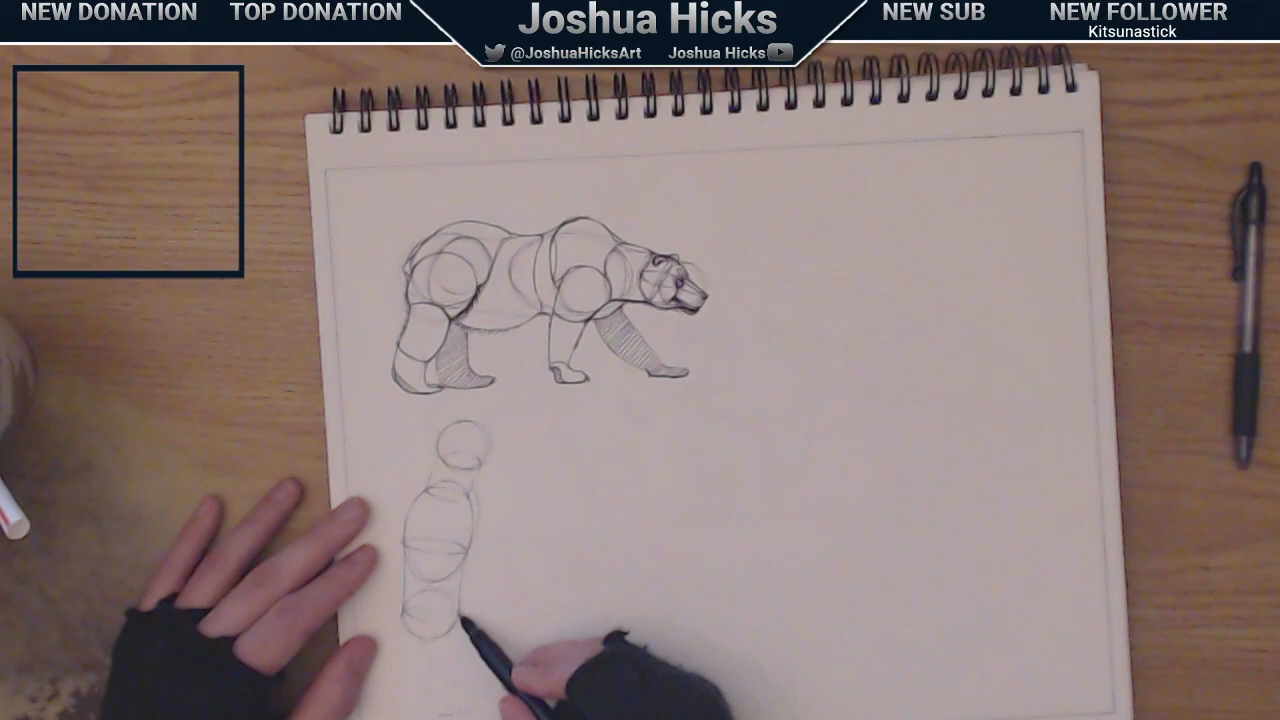 NEW DONATION
TOP DONATION
Joshua Hicks
@JoshuaHicksArt
Joshua Hicks
NEW SUB
NEW FOLLOWER
Kitsunastick